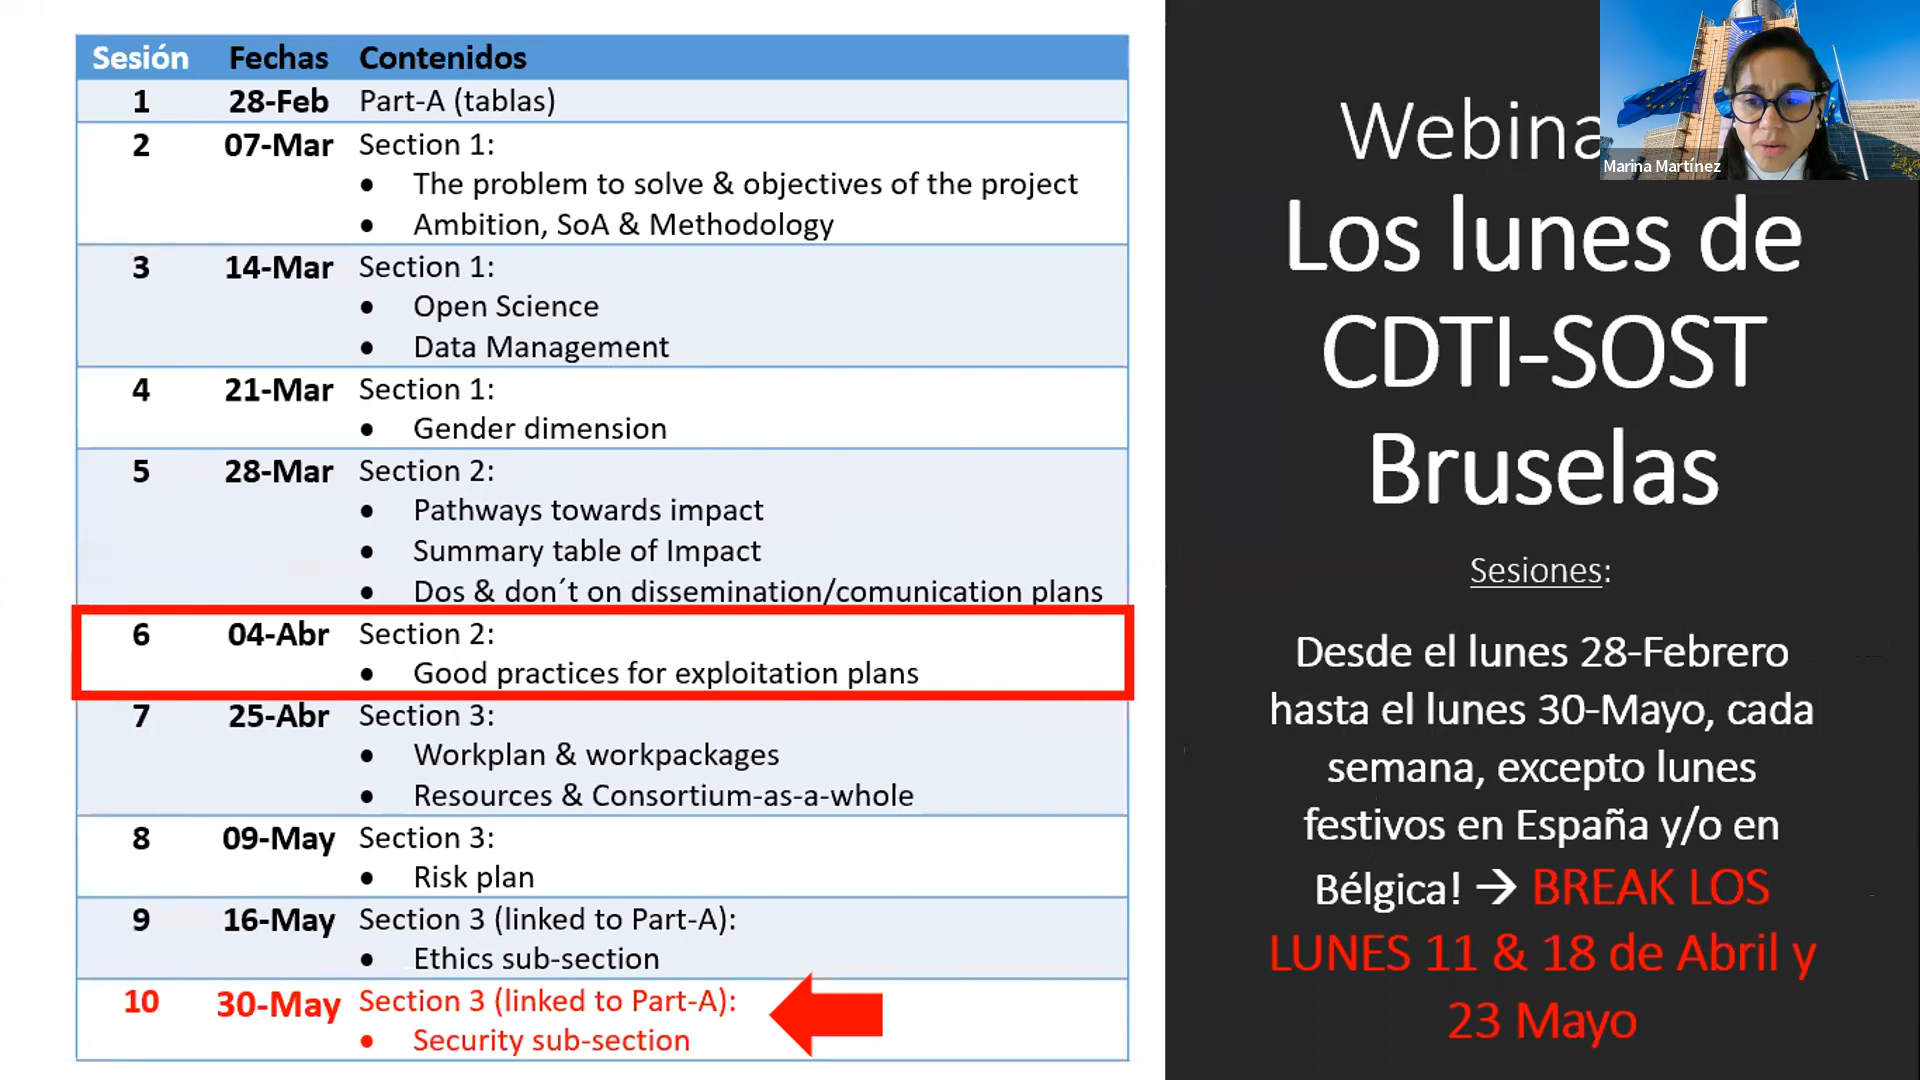 Sesión Fechas Contenidos
1 28-Feb Part-A (tablas)
2 07-Mar Section 1:
• The problem to solve & objectives of the project
• Ambition, SoA & Methodology
3 14-Mar Section 1:
• Open Science
• Data Management
4 21-Mar Section 1:
• Gender dimension
5 28-Mar Section 2:
• Pathways towards impact
• Summary table of Impact
• Dos & don´t on dissemination/comunication plans
6 04-Abr Section 2:
• Good practices for exploitation plans
7 25-Abr Section 3:
• Workplan & workpackages
• Resources & Consortium-as-a-whole
8 09-May Section 3:
• Risk plan
9 16-May Section 3 (linked to Part-A):
• Ethics sub-section
10 30-May Section 3 (linked to Part-A):
• Security sub-section
Webina
Los lunes de
CDTI-SOST
Bruselas
Sesiones:
Desde el lunes 28-Febrero
hasta el lunes 30-Mayo, cada
semana, excepto lunes
festivos en España y/o en
Bélgica! → BREAK LOS
LUNES 11 & 18 de Abril y
23 Mayo
Marina Martínez